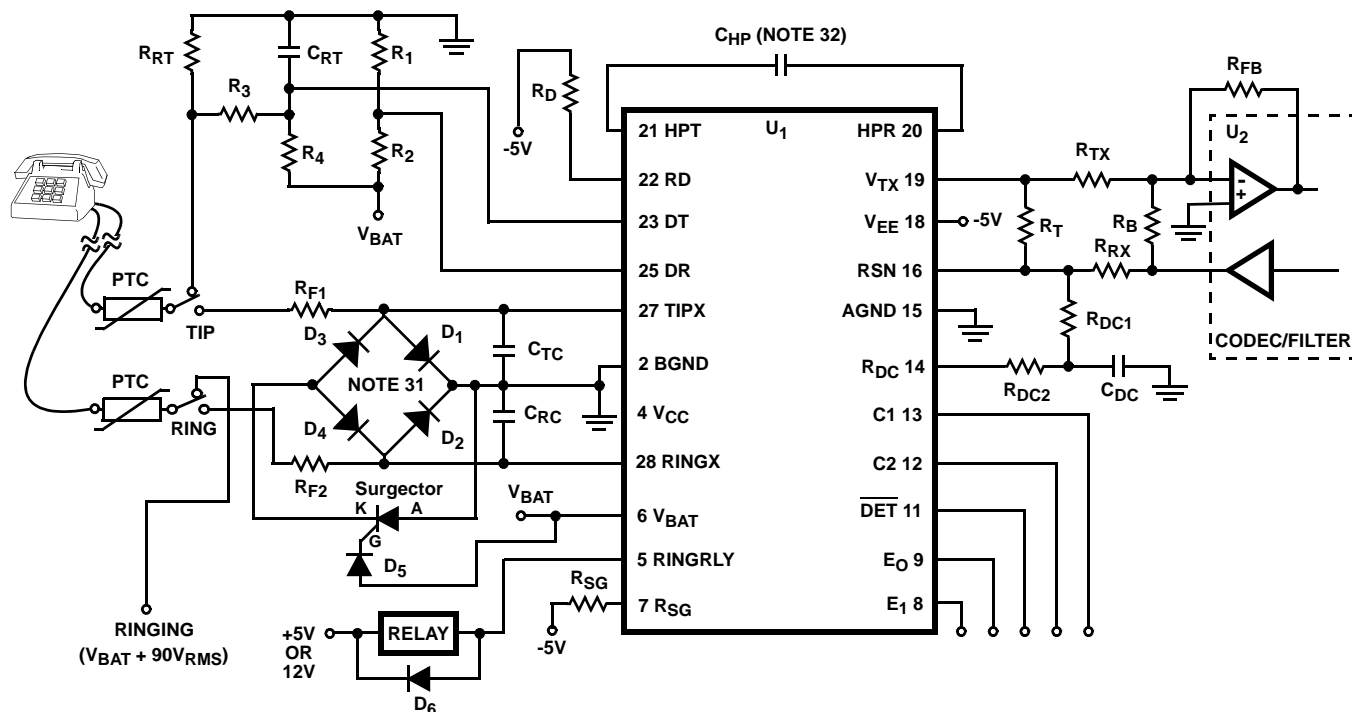 C_HP (NOTE 32)
R_RT
C_RT
R_1
R_D
R_FB
R_3
-5V
21 HPT
U_1
HPR 20
U_2
R_4
R_2
R_TX
22 RD
V_TX 19
-
+
V_BAT
23 DT
V_EE 18
-5V
R_T
R_B
25 DR
RSN 16
R_RX
PTC
R_F1
27 TIPX
AGND 15
R_DC1
TIP
D_3
D_1
C_TC
CODEC/FILTER
PTC
NOTE 31
2 BGND
R_DC 14
R_DC2
C_DC
C_RC
4 V_CC
C1 13
RING
D_4
D_2
28 RINGX
C2 12
R_F2
Surgector
K
A
V_BAT
6 V_BAT
DET 11
G
D_5
5 RINGRLY
E_O 9
R_SG
7 R_SG
E_1 8
RINGING
(V_BAT + 90V_RMS)
+5V
OR
12V
RELAY
-5V
D_6